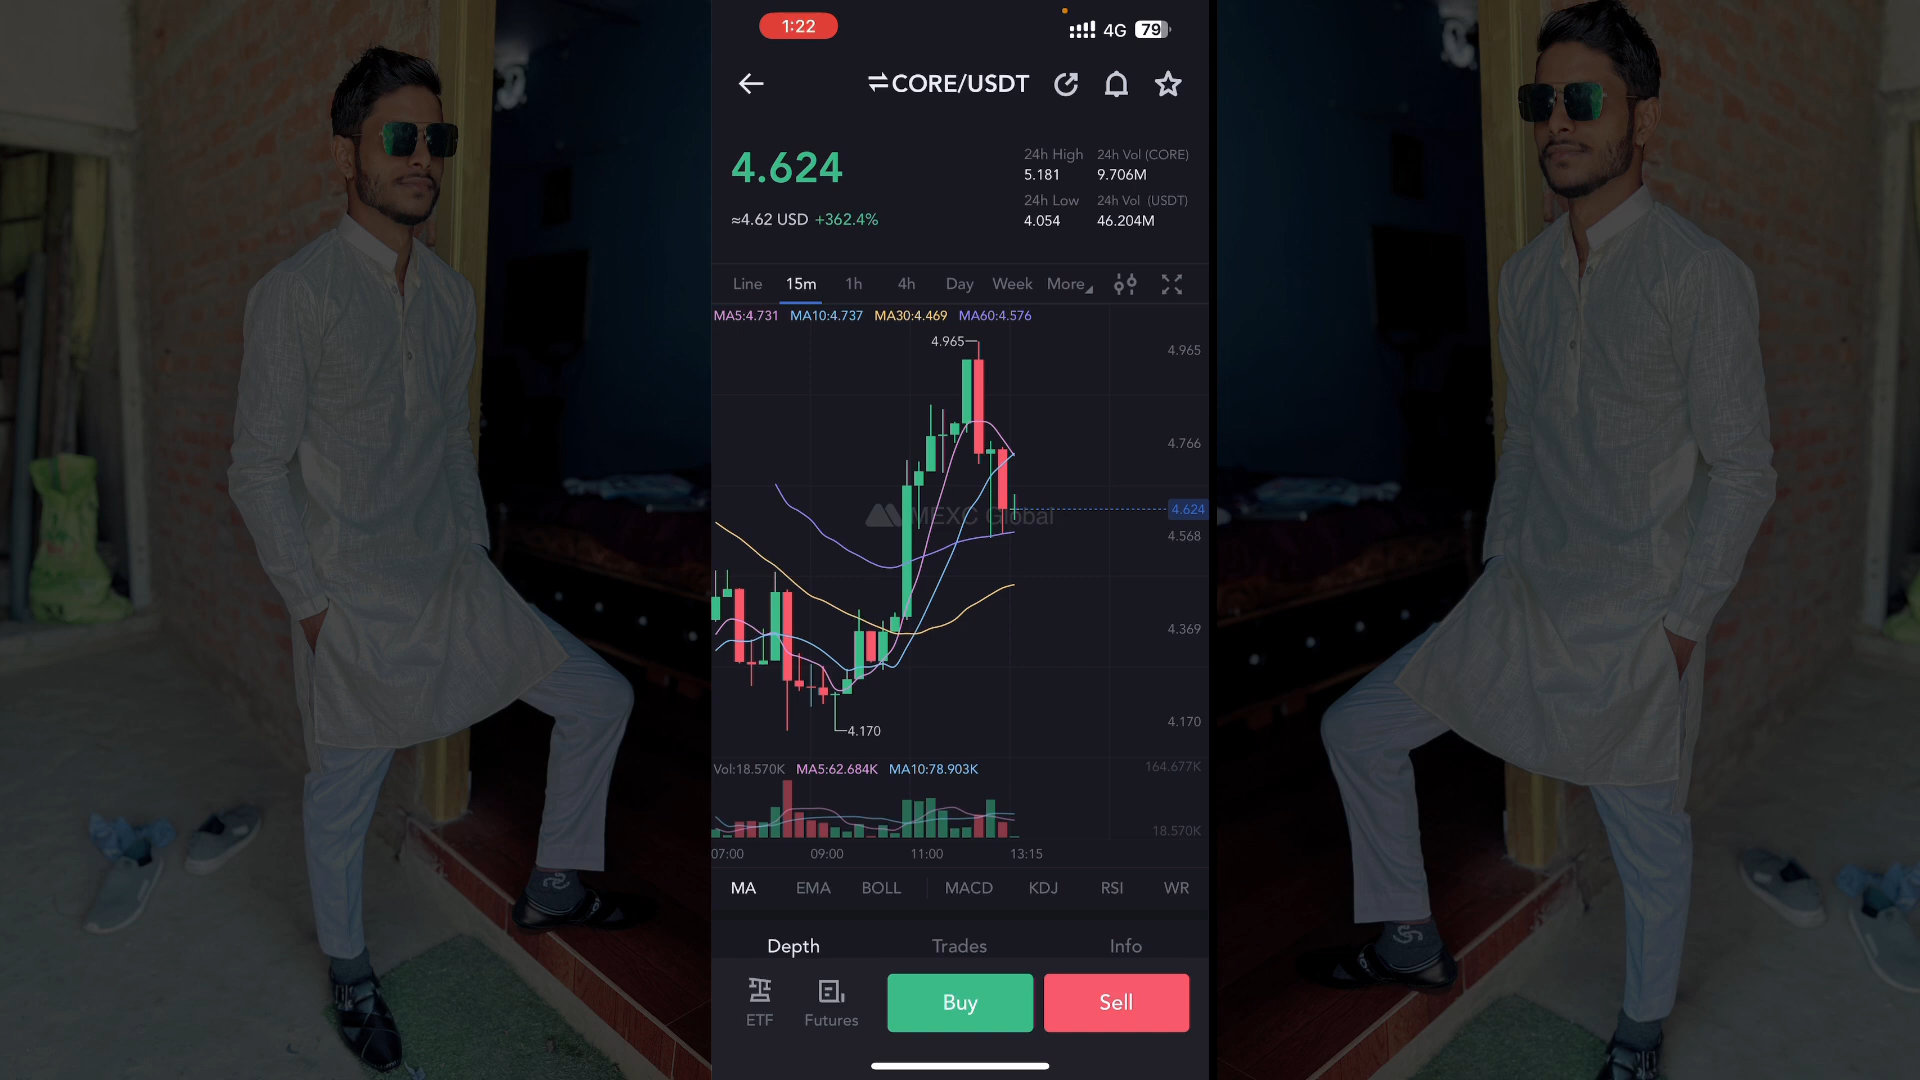 1:22
4G 79
CORE/USDT
4.624
≈4.62 USD +362.4%
24h High
5.181
24h Vol (CORE)
9.706M
24h Low
4.054
24h Vol (USDT)
46.204M
Line 15m 1h 4h Day Week More
MA5:4.731 MA10:4.737 MA30:4.469 MA60:4.576
4.965
4.965
4.766
MEXC Global
4.624
4.568
4.369
4.170
4.170
Vol:18.570K MA5:62.684K MA10:78.903K
164.677K
18.570K
07:00 09:00 11:00 13:15
MA EMA BOLL MACD KDJ RSI WR
Depth Trades Info
ETF Futures Buy Sell